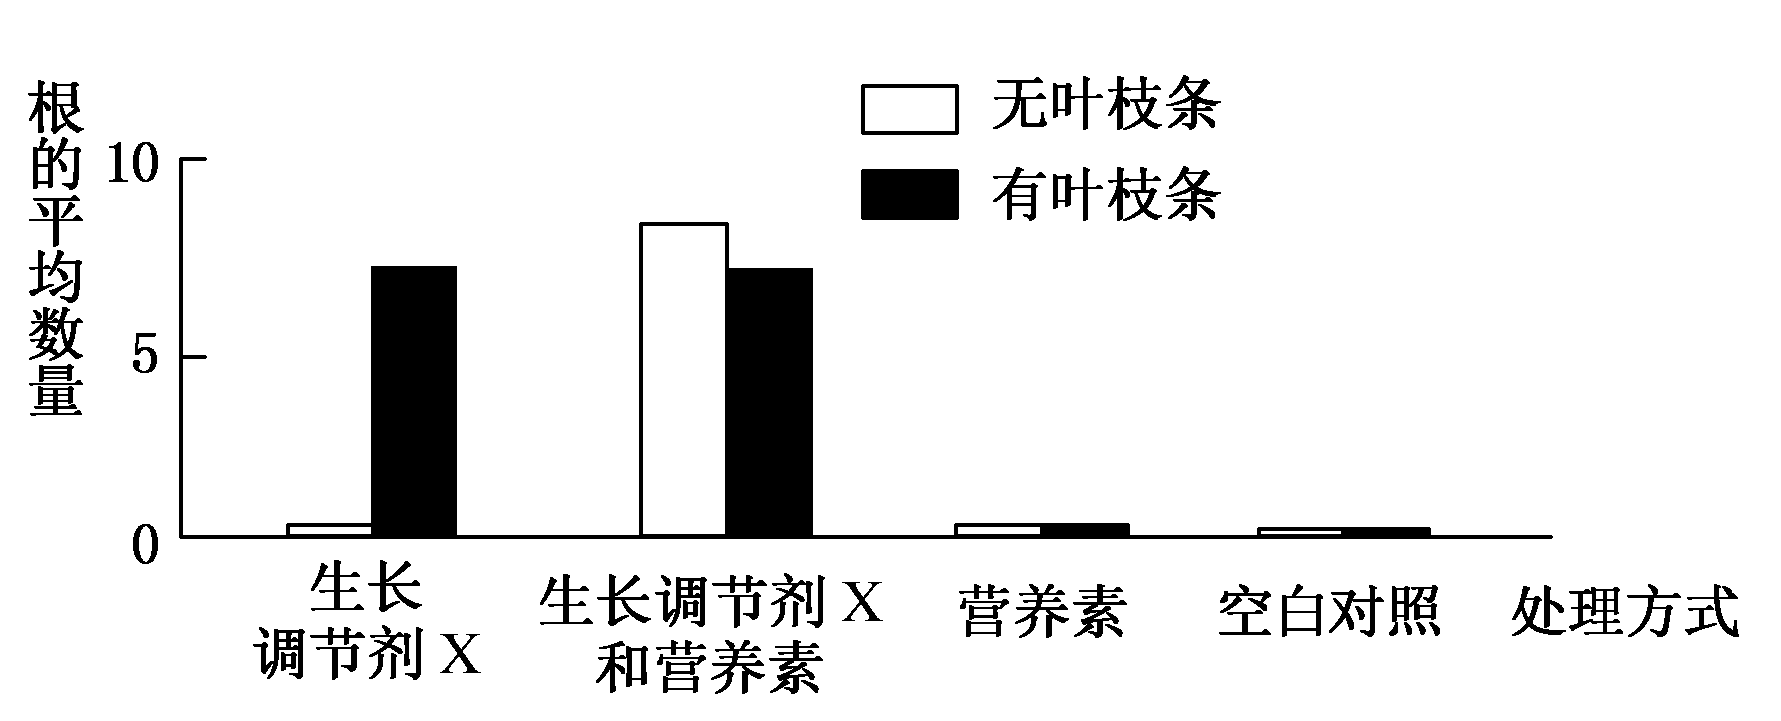 根的平均数量
10
5
0
无叶枝条
有叶枝条
生长
调节剂 X
生长调节剂 X
和营养素
营养素
空白对照
处理方式